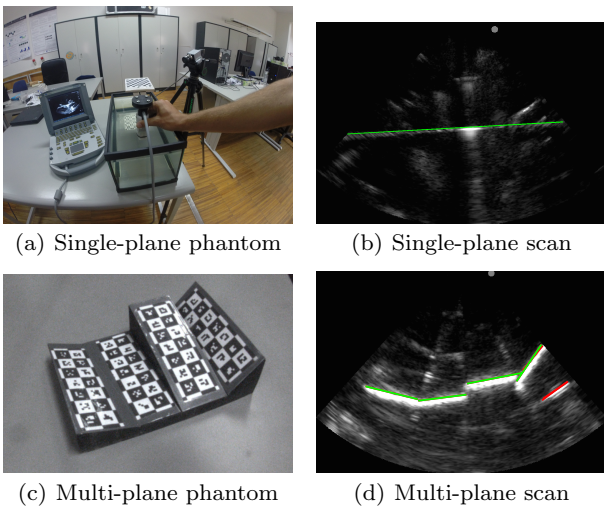 (a) Single-plane phantom
(b) Single-plane scan
(c) Multi-plane phantom
(d) Multi-plane scan